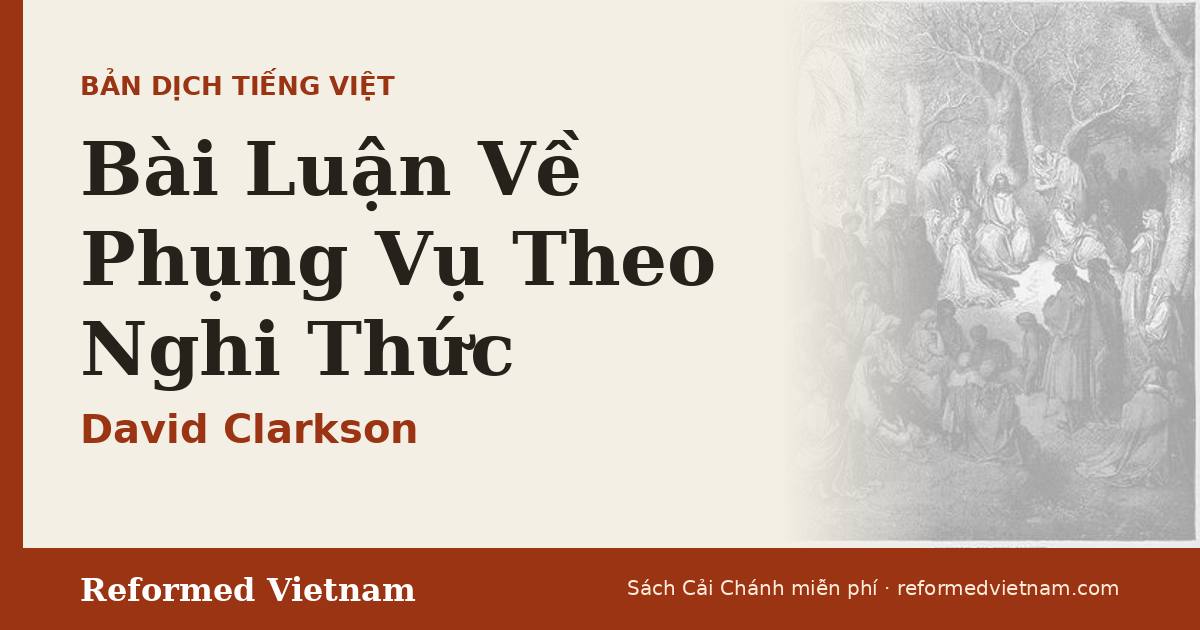 BẢN DỊCH TIẾNG VIỆT
Bài Luận Về
Phụng Vụ Theo
Nghi Thức
David Clarkson
Reformed Vietnam
Sách Cải Chánh miễn phí · reformedvietnam.com